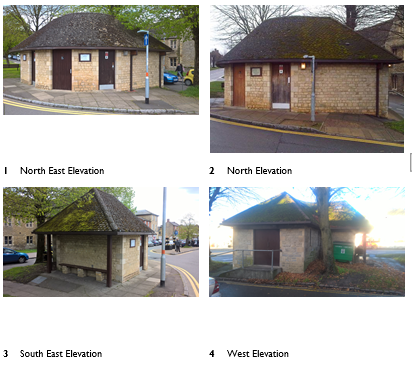 1 North East Elevation
2 North Elevation
3 South East Elevation
4 West Elevation